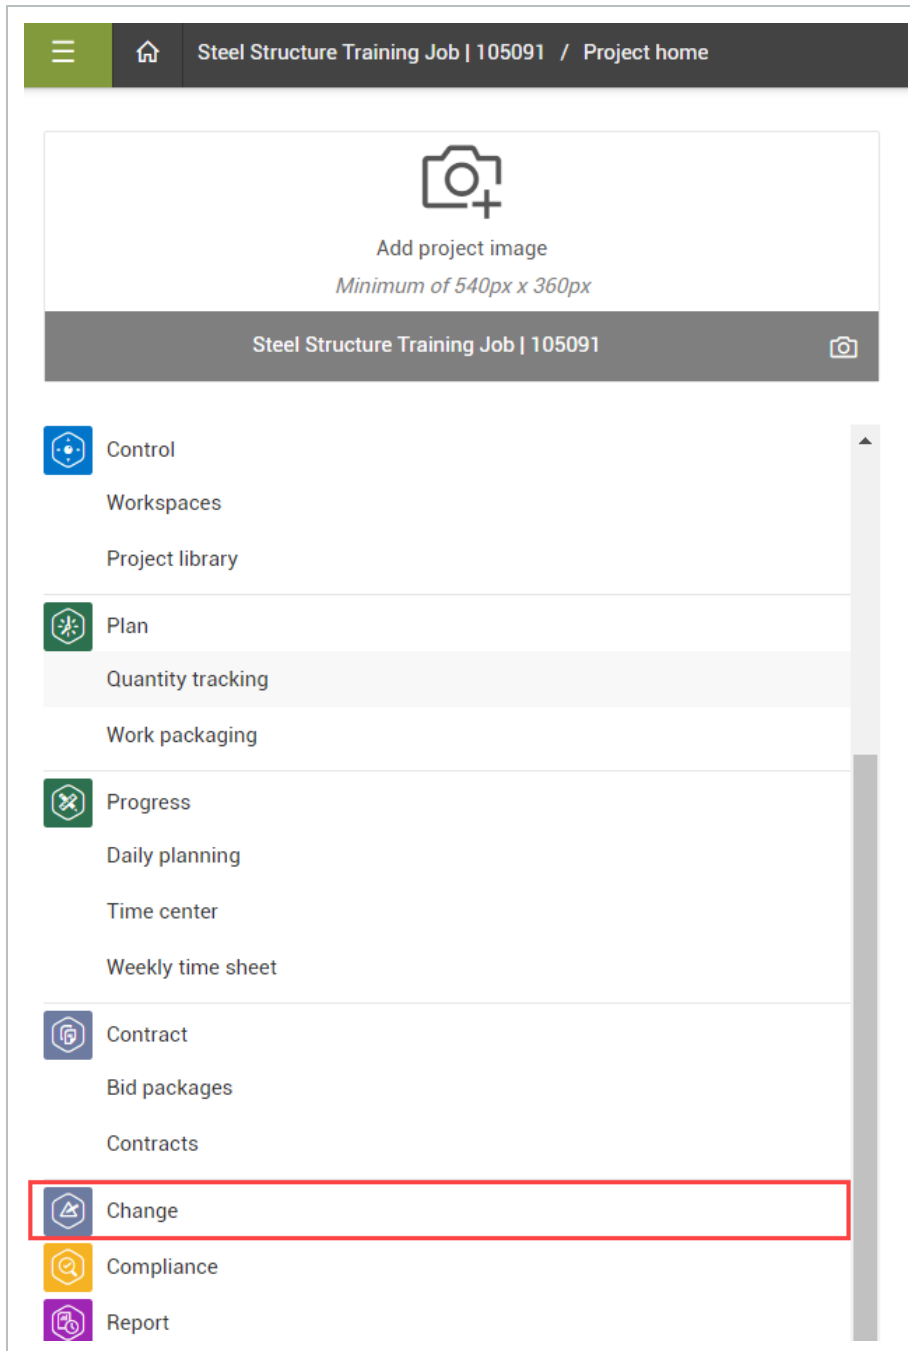 Steel Structure Training Job | 105091 / Project home
Add project image
Minimum of 540px x 360px
Steel Structure Training Job | 105091
Control
Workspaces
Project library
Plan
Quantity tracking
Work packaging
Progress
Daily planning
Time center
Weekly time sheet
Contract
Bid packages
Contracts
Change
Compliance
Report